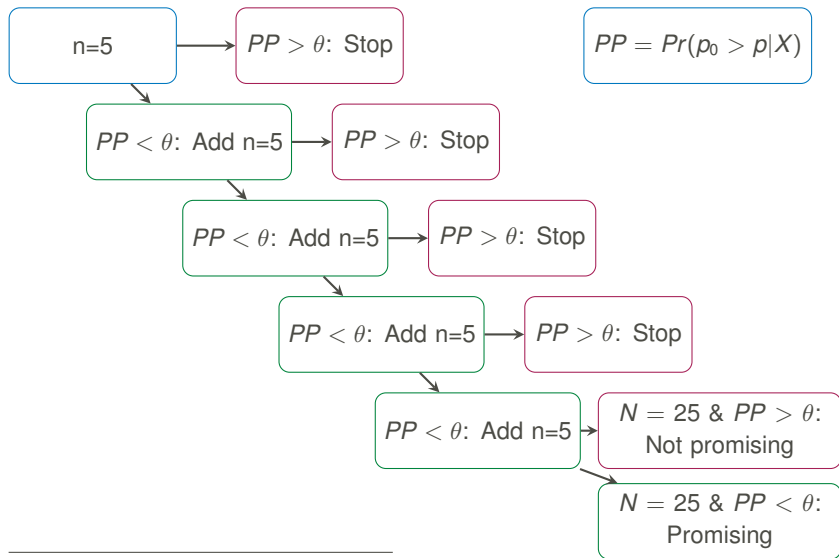 n=5
PP > θ: Stop
PP = Pr(p₀ > p|X)
PP < θ: Add n=5
PP > θ: Stop
PP < θ: Add n=5
PP > θ: Stop
PP < θ: Add n=5
PP > θ: Stop
PP < θ: Add n=5
N = 25 & PP > θ:
Not promising
N = 25 & PP < θ:
Promising